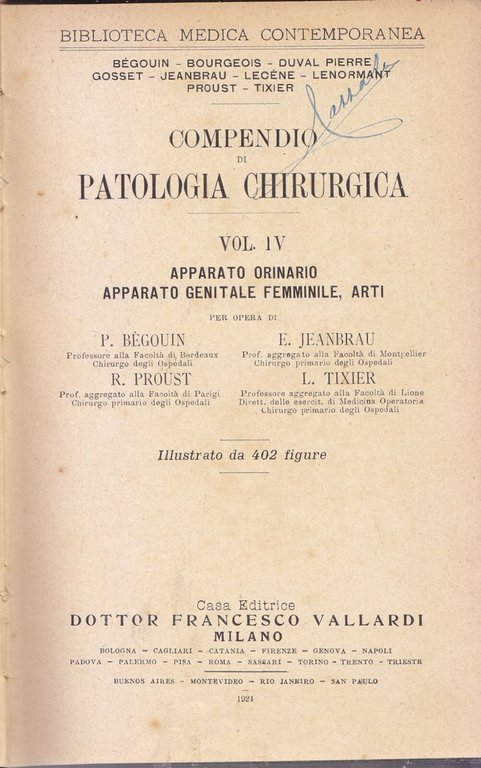 BIBLIOTECA MEDICA CONTEMPORANEA
BÉGOUIN - BOURGEOIS - DUVAL PIERRE
GOSSET - JEANBRAU - LECÈNE - LENORMANT
PROUST - TIXIER
COMPENDIO
DI
PATOLOGIA CHIRURGICA
VOL. IV
APPARATO ORINARIO
APPARATO GENITALE FEMMINILE, ARTI
PER OPERA DI
P. BÈGOUIN
Professore alla Facoltà di Bordeaux
Chirurgo degli Ospedali
E. JEANBRAU
Prof. aggregato alla Facoltà di Montpellier
Chirurgo primario degli Ospedali
R. PROUST
Prof. aggregato alla Facoltà di Parigi
Chirurgo primario degli Ospedali
L. TIXIER
Professore aggregato alla Facoltà di Lione
Dirett. delle esercit. di Medicina Operatoria
Chirurgo primario degli Ospedali
Illustrato da 402 figure
Casa Editrice
DOTTOR FRANCESCO VALLARDI
MILANO
BOLOGNA - CAGLIARI - CATANIA - FIRENZE - GENOVA - NAPOLI
PADOVA - PALERMO - PISA - ROMA - SASSARI - TORINO - TRENTO - TRIESTE
BUENOS AIRES - MONTEVIDEO - RIO JANEIRO - SAN PAULO
1924